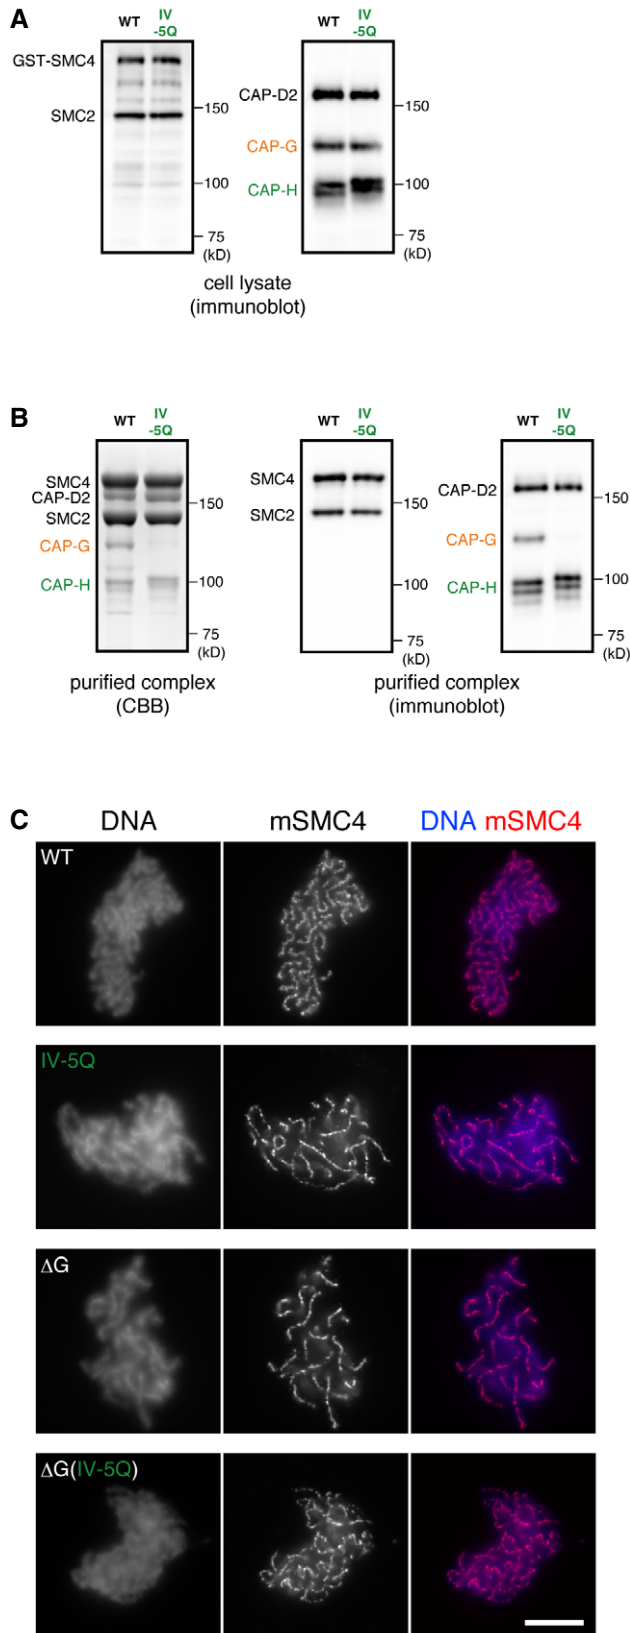 A
WT
IV
-5Q
GST-SMC4
SMC2
150
100
75
(kD)
WT
IV
-5Q
CAP-D2
CAP-G
CAP-H
150
100
75
(kD)
cell lysate
(immunoblot)
B
WT
IV
-5Q
SMC4
CAP-D2
SMC2
CAP-G
CAP-H
150
100
75
(kD)
purified complex
(CBB)
WT
IV
-5Q
SMC4
SMC2
150
100
75
(kD)
WT
IV
-5Q
CAP-D2
CAP-G
CAP-H
150
100
75
(kD)
purified complex
(immunoblot)
C
DNA mSMC4 DNA mSMC4
WT
IV-5Q
ΔG
ΔG(IV-5Q)